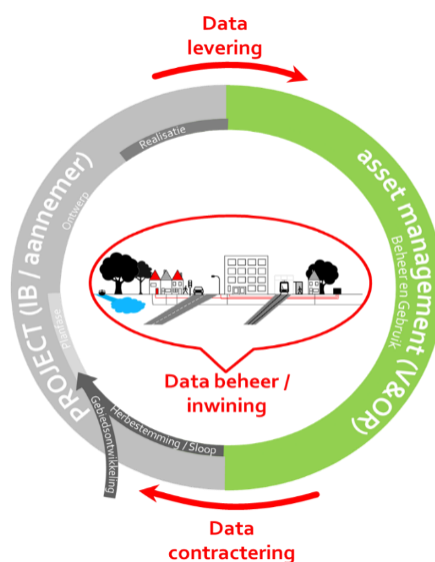 Data
levering
PROJECT (IB / aannemer)
Realisatie
Ontwerp
Planfase
Herbestemming / Sloop
Gebiedsontwikkeling
asset management (V&OR)
Beheer en Gebruik
Data beheer /
inwining
Data
contractering